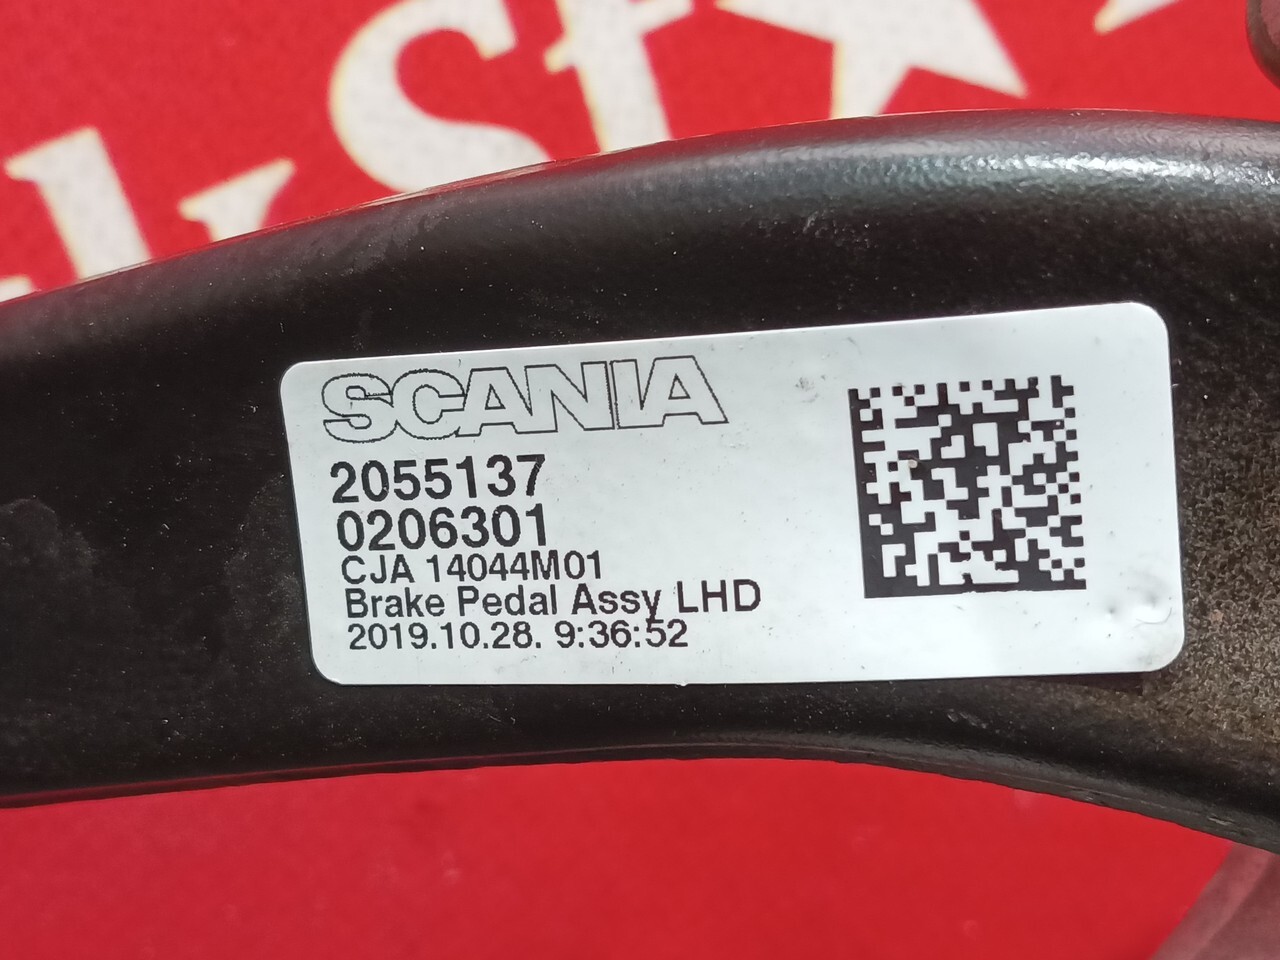 SCANIA
2055137
0206301
CJA 14044M01
Brake Pedal Assy LHD
2019.10.28. 9:36:52